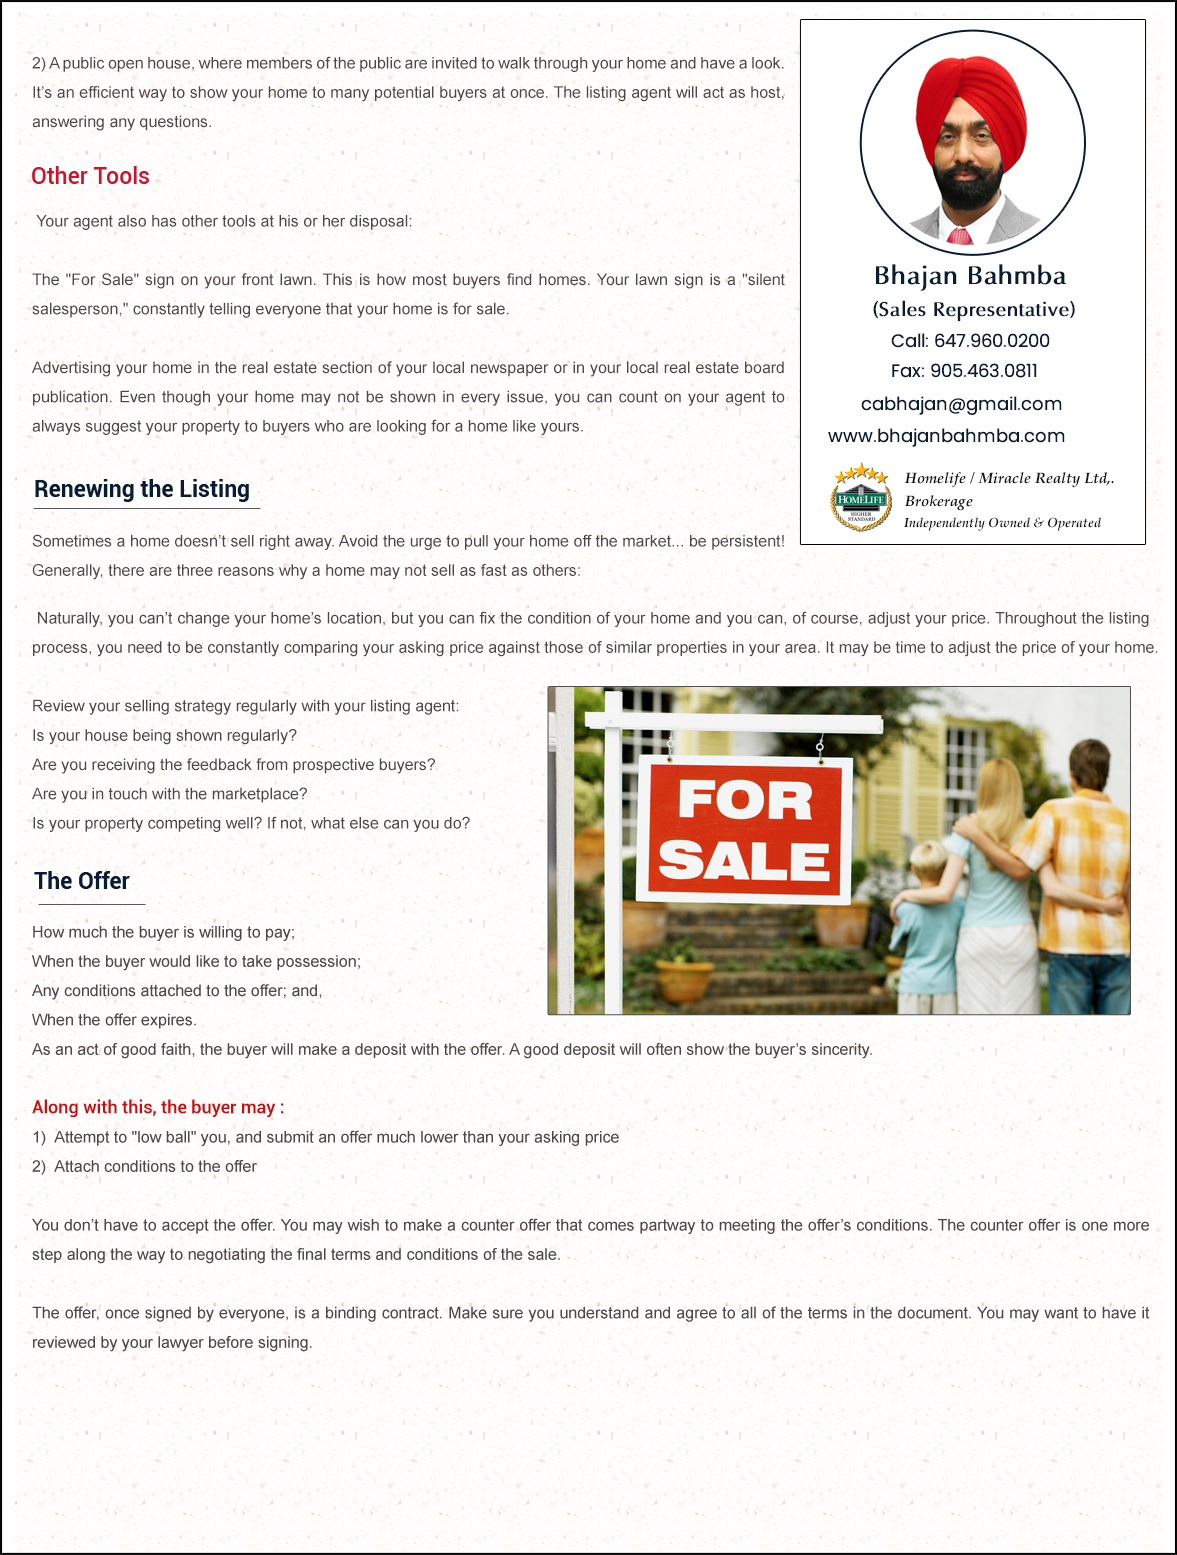 2) A public open house, where members of the public are invited to walk through your home and have a look.
It’s an efficient way to show your home to many potential buyers at once. The listing agent will act as host,
answering any questions.
Other Tools
Your agent also has other tools at his or her disposal:
The "For Sale" sign on your front lawn. This is how most buyers find homes. Your lawn sign is a "silent
salesperson," constantly telling everyone that your home is for sale.
Advertising your home in the real estate section of your local newspaper or in your local real estate board
publication. Even though your home may not be shown in every issue, you can count on your agent to
always suggest your property to buyers who are looking for a home like yours.
Bhajan Bahmba
(Sales Representative)
Call: 647.960.0200
Fax: 905.463.0811
cabhajan@gmail.com
www.bhajanbahmba.com
HOMELIFE
HIGHER
STANDARD
Homelife / Miracle Realty Ltd,.
Brokerage
Independently Owned & Operated
Renewing the Listing
Sometimes a home doesn’t sell right away. Avoid the urge to pull your home off the market... be persistent!
Generally, there are three reasons why a home may not sell as fast as others:
Naturally, you can’t change your home’s location, but you can fix the condition of your home and you can, of course, adjust your price. Throughout the listing
process, you need to be constantly comparing your asking price against those of similar properties in your area. It may be time to adjust the price of your home.
Review your selling strategy regularly with your listing agent:
Is your house being shown regularly?
Are you receiving the feedback from prospective buyers?
Are you in touch with the marketplace?
Is your property competing well? If not, what else can you do?
FOR
SALE
The Offer
How much the buyer is willing to pay;
When the buyer would like to take possession;
Any conditions attached to the offer; and,
When the offer expires.
As an act of good faith, the buyer will make a deposit with the offer. A good deposit will often show the buyer’s sincerity.
Along with this, the buyer may :
1) Attempt to "low ball" you, and submit an offer much lower than your asking price
2) Attach conditions to the offer
You don’t have to accept the offer. You may wish to make a counter offer that comes partway to meeting the offer’s conditions. The counter offer is one more
step along the way to negotiating the final terms and conditions of the sale.
The offer, once signed by everyone, is a binding contract. Make sure you understand and agree to all of the terms in the document. You may want to have it
reviewed by your lawyer before signing.